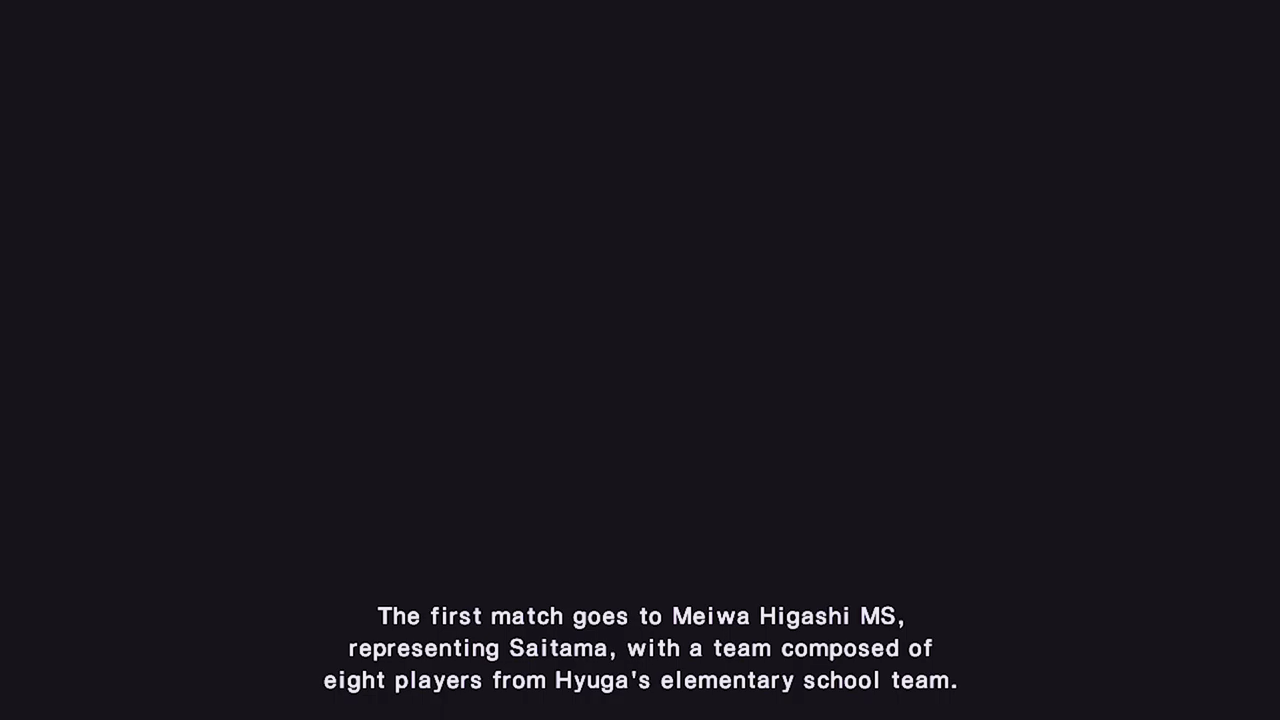 The first match goes to Meiwa Higashi MS,
representing Saitama, with a team composed of
eight players from Hyuga's elementary school team.